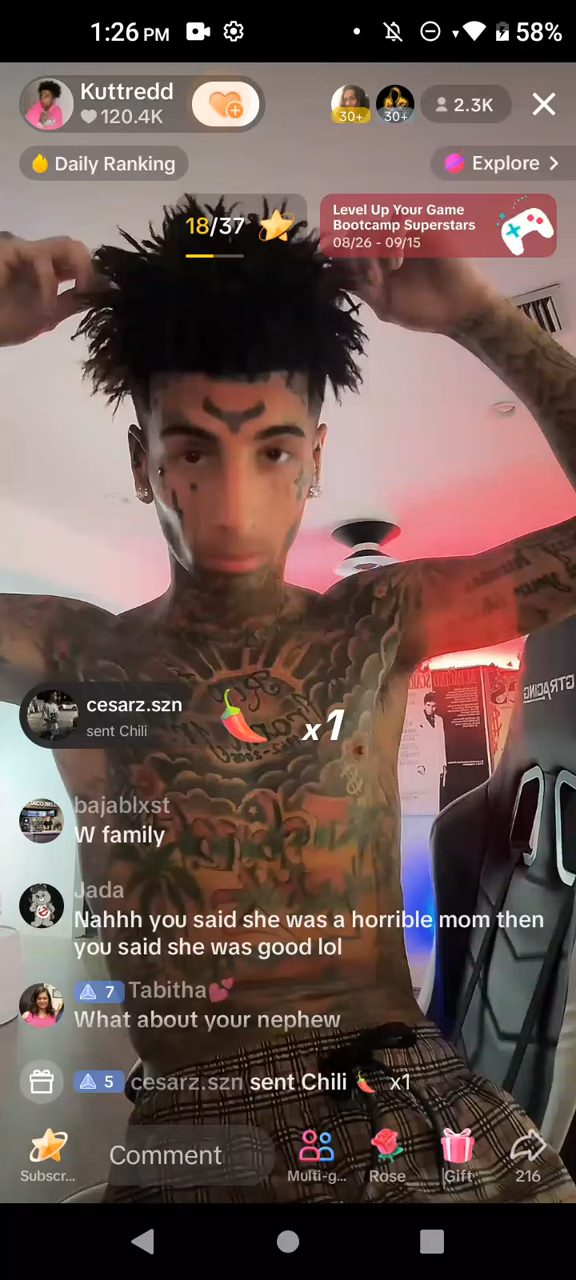 1:26 PM
58%
Kuttredd
120.4K
30+
30+
2.3K
Daily Ranking
Explore >
18/37
Level Up Your Game
Bootcamp Superstars
08/26 - 09/15
GTRACING
cesarz.szn
sent Chili
x1
bajablxst
W family
Jada
Nahhh you said she was a horrible mom then
you said she was good lol
7 Tabitha💕
What about your nephew
5 cesarz.szn sent Chili 🌶️ x1
Comment
Subscr...
Multi-g...
Rose
Gift
216